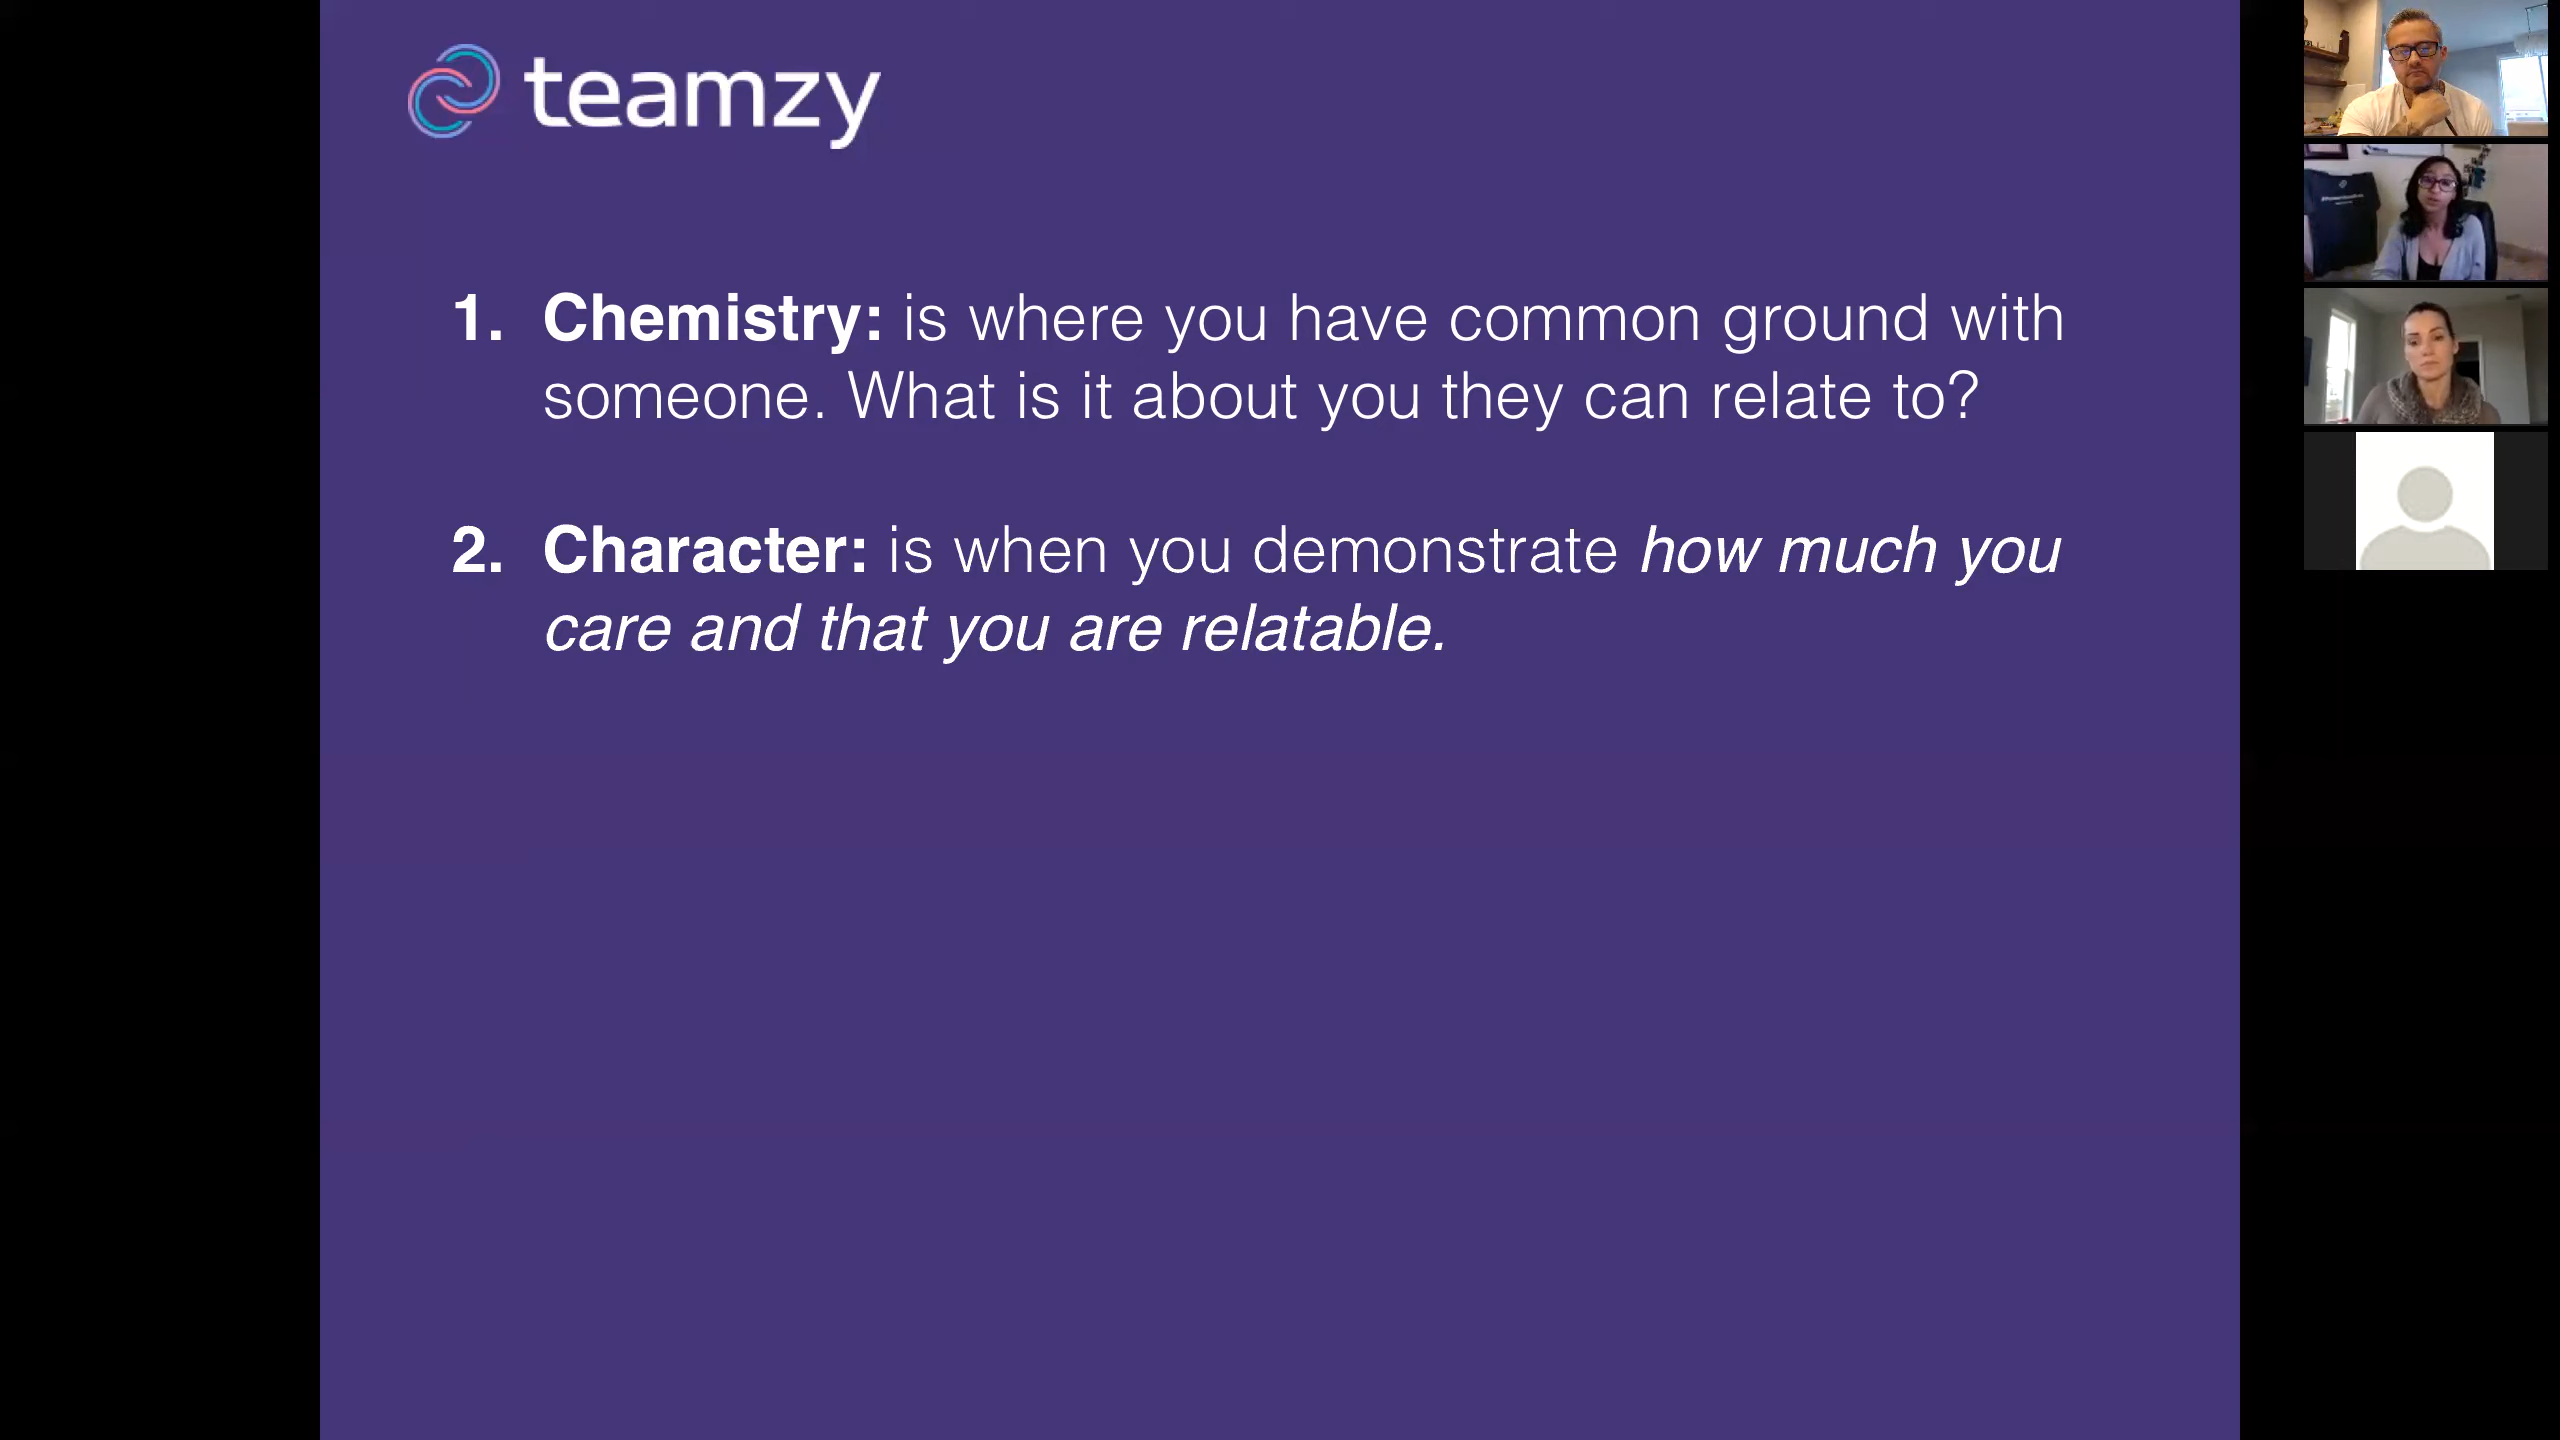 teamzy
1. Chemistry: is where you have common ground with
someone. What is it about you they can relate to?
2. Character: is when you demonstrate how much you
care and that you are relatable.